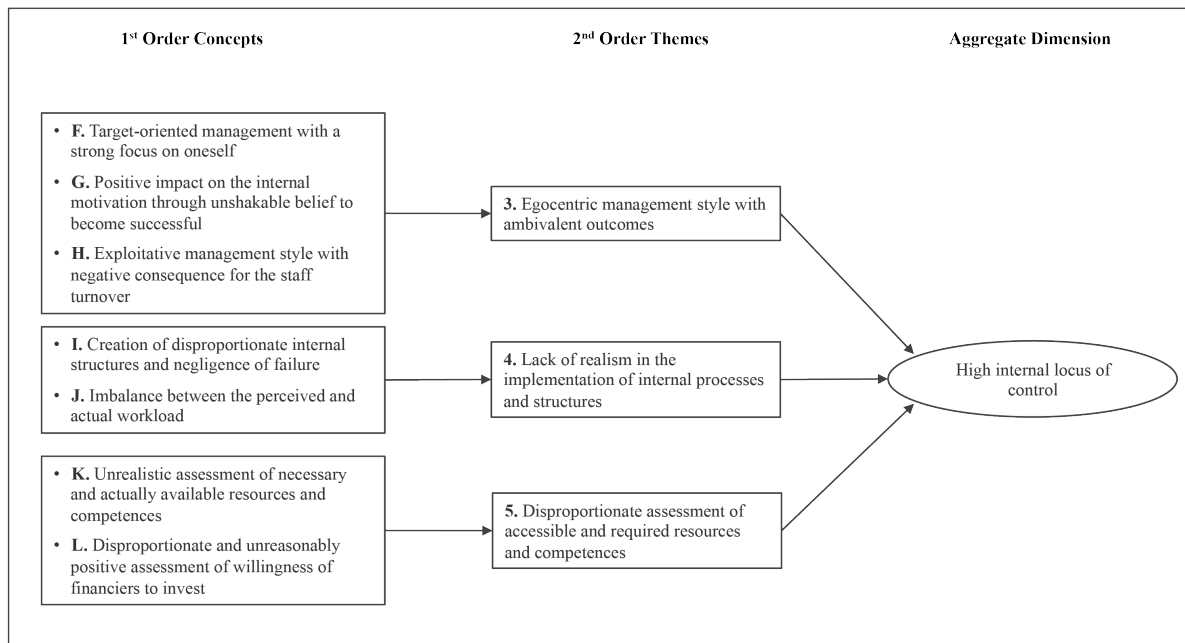 1st Order Concepts
2nd Order Themes
Aggregate Dimension
• F. Target-oriented management with a
strong focus on oneself
• G. Positive impact on the internal
motivation through unshakable belief to
become successful
• H. Exploitative management style with
negative consequence for the staff
turnover
3. Egocentric management style with
ambivalent outcomes
• I. Creation of disproportionate internal
structures and negligence of failure
• J. Imbalance between the perceived and
actual workload
4. Lack of realism in the
implementation of internal processes
and structures
High internal locus of
control
• K. Unrealistic assessment of necessary
and actually available resources and
competences
• L. Disproportionate and unreasonably
positive assessment of willingness of
financiers to invest
5. Disproportionate assessment of
accessible and required resources
and competences